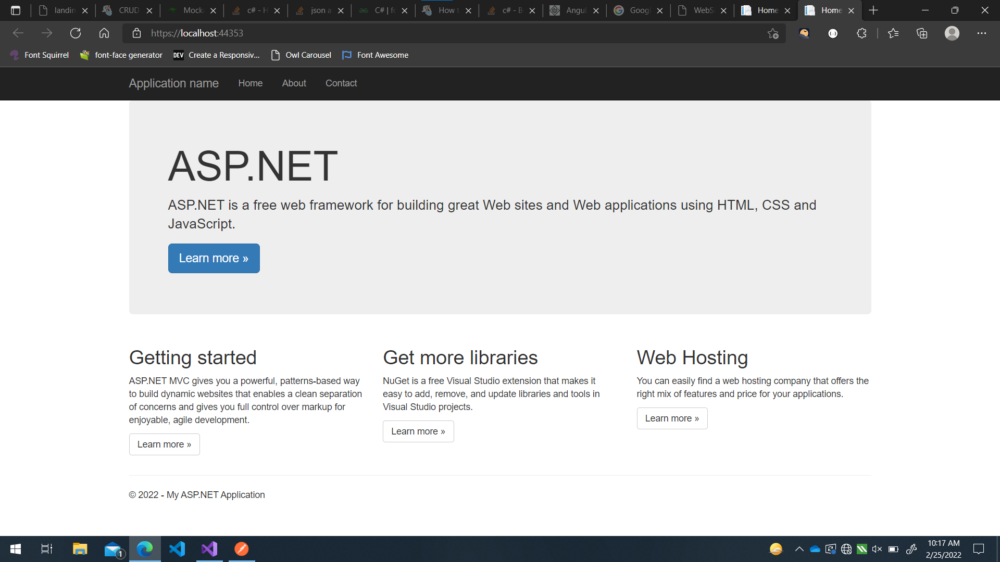 landin
CRUD
Mocka
c# - H
json a
C# | fo
How t
c# - B
Angul
Googl
WebSi
Home
Home
https://localhost:44353
Font Squirrel
font-face generator
DEV
Create a Responsiv...
Owl Carousel
Font Awesome
Application name
Home
About
Contact
ASP.NET
ASP.NET is a free web framework for building great Web sites and Web applications using HTML, CSS and
JavaScript.
Learn more »
Getting started
ASP.NET MVC gives you a powerful, patterns-based way
to build dynamic websites that enables a clean separation
of concerns and gives you full control over markup for
enjoyable, agile development.
Learn more »
Get more libraries
NuGet is a free Visual Studio extension that makes it
easy to add, remove, and update libraries and tools in
Visual Studio projects.
Learn more »
Web Hosting
You can easily find a web hosting company that offers the
right mix of features and price for your applications.
Learn more »
© 2022 - My ASP.NET Application
1
10:17 AM
2/25/2022